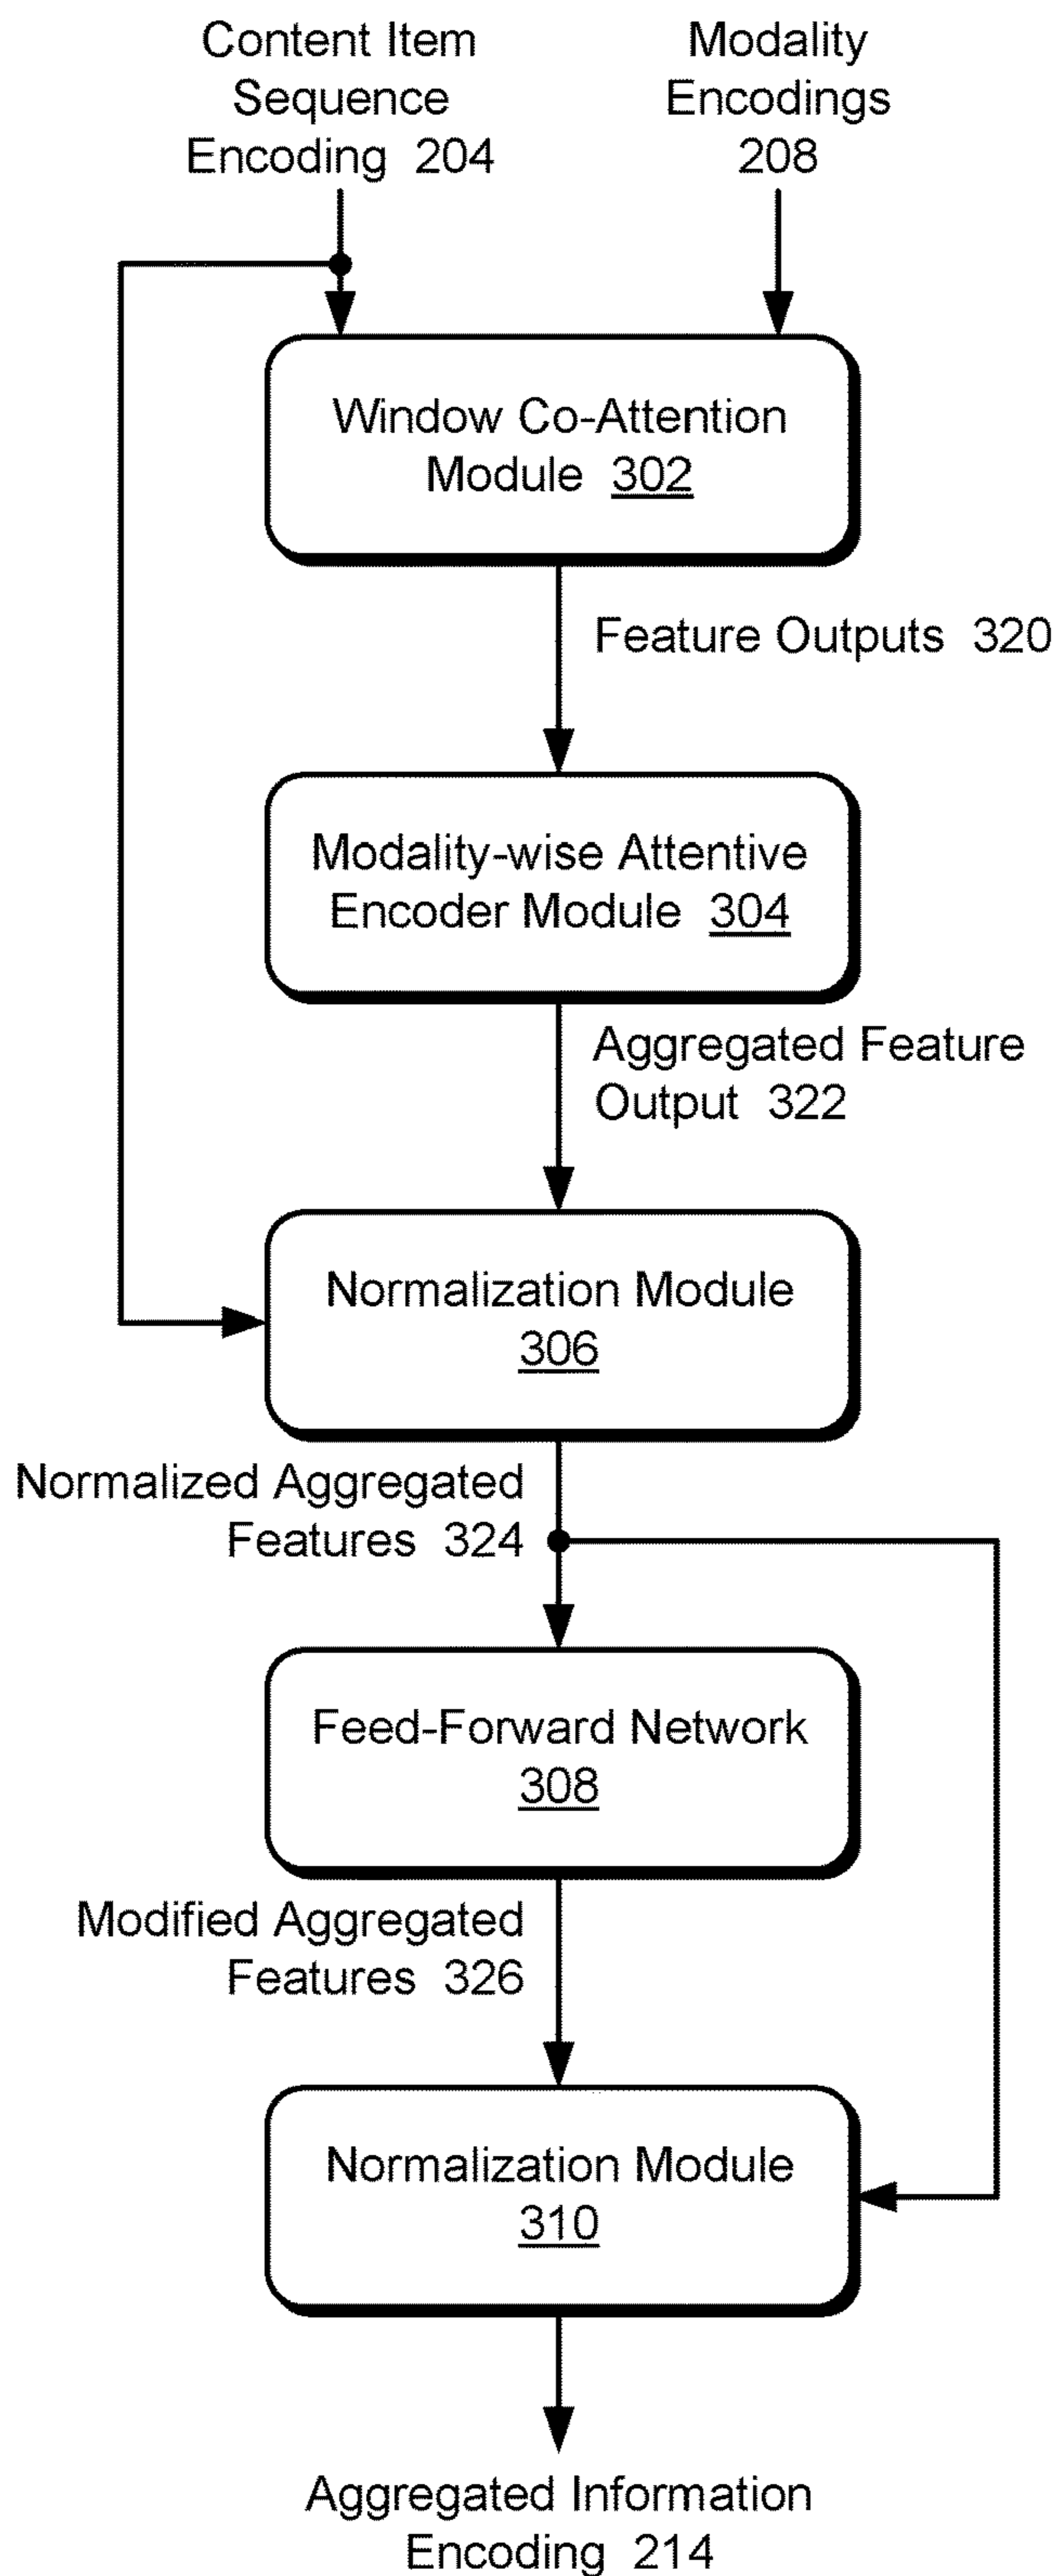 Content Item
Sequence
Encoding 204
Modality
Encodings
208
Window Co-Attention
Module 302
Feature Outputs 320
Modality-wise Attentive
Encoder Module 304
Aggregated Feature
Output 322
Normalization Module
306
Normalized Aggregated
Features 324
Feed-Forward Network
308
Modified Aggregated
Features 326
Normalization Module
310
Aggregated Information
Encoding 214